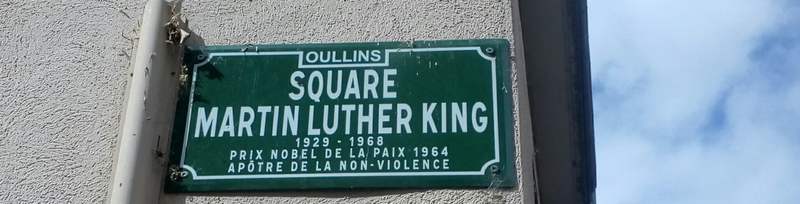 OULLINS
SQUARE
MARTIN LUTHER KING
1929 - 1968
PRIX NOBEL DE LA PAIX 1964
APÔTRE DE LA NON-VIOLENCE